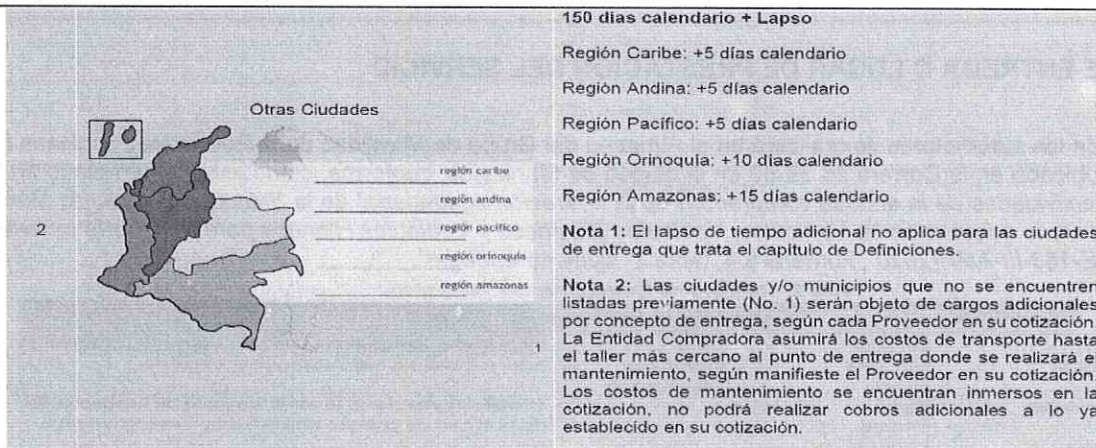 2
Otras Ciudades
región caribe
región andina
región pacífico
región orinoquía
región amazonas
1
150 días calendario + Lapso
Región Caribe: +5 días calendario
Región Andina: +5 días calendario
Región Pacífico: +5 días calendario
Región Orinoquía: +10 días calendario
Región Amazonas: +15 días calendario
Nota 1: El lapso de tiempo adicional no aplica para las ciudades
de entrega que trata el capítulo de Definiciones.
Nota 2: Las ciudades y/o municipios que no se encuentren
listadas previamente (No. 1) serán objeto de cargos adicionales
por concepto de entrega, según cada Proveedor en su cotización.
La Entidad Compradora asumirá los costos de transporte hasta
el taller más cercano al punto de entrega donde se realizará el
mantenimiento, según manifieste el Proveedor en su cotización.
Los costos de mantenimiento se encuentran inmersos en la
cotización, no podrá realizar cobros adicionales a lo ya
establecido en su cotización.